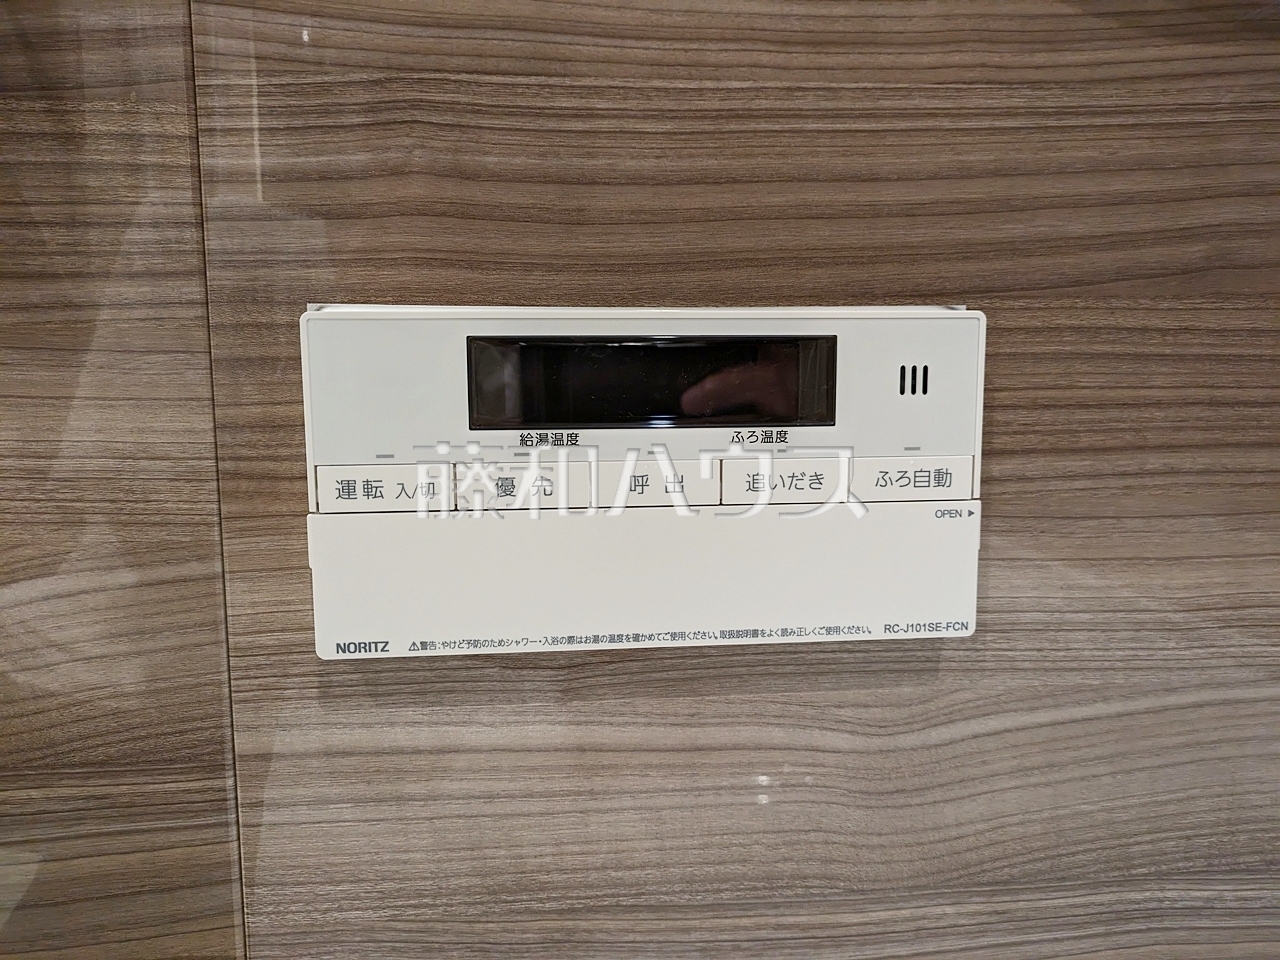 給湯温度 ふろ温度
藤和ハウス
運転 入/切 優先 呼出 追いだき ふろ自動
OPEN ▶
NORITZ ⚠警告:やけど予防のためシャワー・入浴の際はお湯の温度を確かめてご使用ください。取扱説明書をよく読み正しくご使用ください。 RC-J101SE-FCN